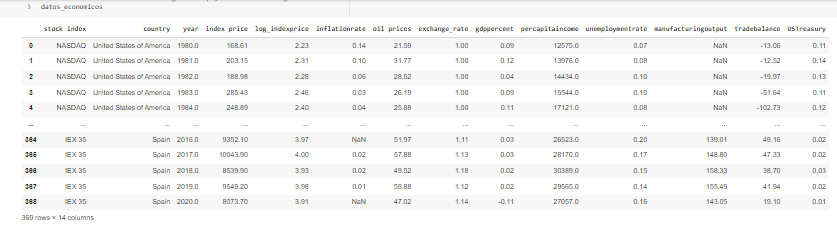 3 datos_economicos
stock index country year index price log_indexprice inflationrate oil prices exchange_rate gdppercent percapitaincome unemploymentrate manufacturingoutput tradebalance USTreasury
0 NASDAQ United States of America 1980.0 168.61 2.23 0.14 21.59 1.00 0.09 12575.0 0.07 NaN -13.06 0.11
1 NASDAQ United States of America 1981.0 203.15 2.31 0.10 31.77 1.00 0.12 13976.0 0.08 NaN -12.52 0.14
2 NASDAQ United States of America 1982.0 188.98 2.28 0.06 28.52 1.00 0.04 14434.0 0.10 NaN -19.97 0.13
3 NASDAQ United States of America 1983.0 285.43 2.46 0.03 26.19 1.00 0.09 15544.0 0.10 NaN -51.64 0.11
4 NASDAQ United States of America 1984.0 248.89 2.40 0.04 25.88 1.00 0.11 17121.0 0.08 NaN -102.73 0.12
... ... ... ... ... ... ... ... ... ... ... ... ... ... ...
364 IEX 35 Spain 2016.0 9352.10 3.97 NaN 51.97 1.11 0.03 26523.0 0.20 139.01 49.16 0.02
365 IEX 35 Spain 2017.0 10043.90 4.00 0.02 57.88 1.13 0.03 28170.0 0.17 148.80 47.33 0.02
366 IEX 35 Spain 2018.0 8539.90 3.93 0.02 49.52 1.18 0.02 30389.0 0.15 158.33 38.70 0.03
367 IEX 35 Spain 2019.0 9549.20 3.98 0.01 59.88 1.12 0.02 29565.0 0.14 155.49 41.94 0.02
368 IEX 35 Spain 2020.0 8073.70 3.91 NaN 47.02 1.14 -0.11 27057.0 0.16 143.05 19.10 0.01
369 rows × 14 columns